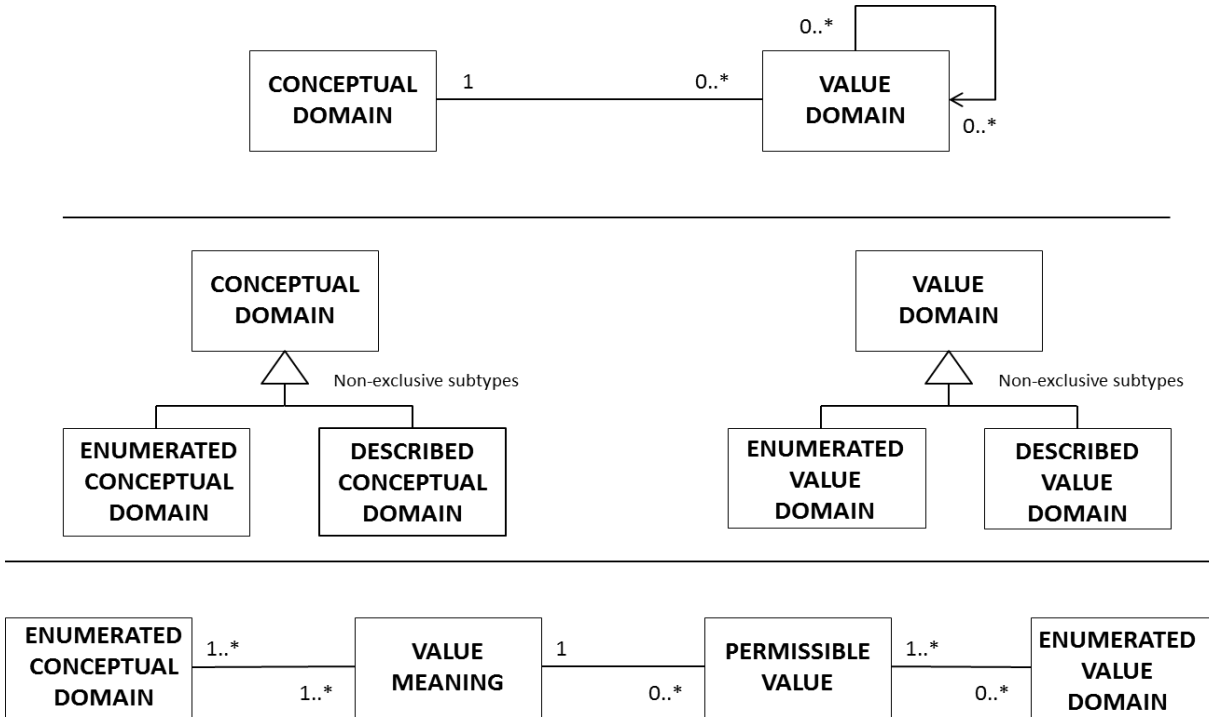 0..*
CONCEPTUAL
DOMAIN
1
0..*
VALUE
DOMAIN
0..*
CONCEPTUAL
DOMAIN
Non-exclusive subtypes
ENUMERATED
CONCEPTUAL
DOMAIN
DESCRIBED
CONCEPTUAL
DOMAIN
VALUE
DOMAIN
Non-exclusive subtypes
ENUMERATED
VALUE
DOMAIN
DESCRIBED
VALUE
DOMAIN
ENUMERATED
CONCEPTUAL
DOMAIN
1..*
1..*
VALUE
MEANING
1
0..*
PERMISSIBLE
VALUE
1..*
0..*
ENUMERATED
VALUE
DOMAIN